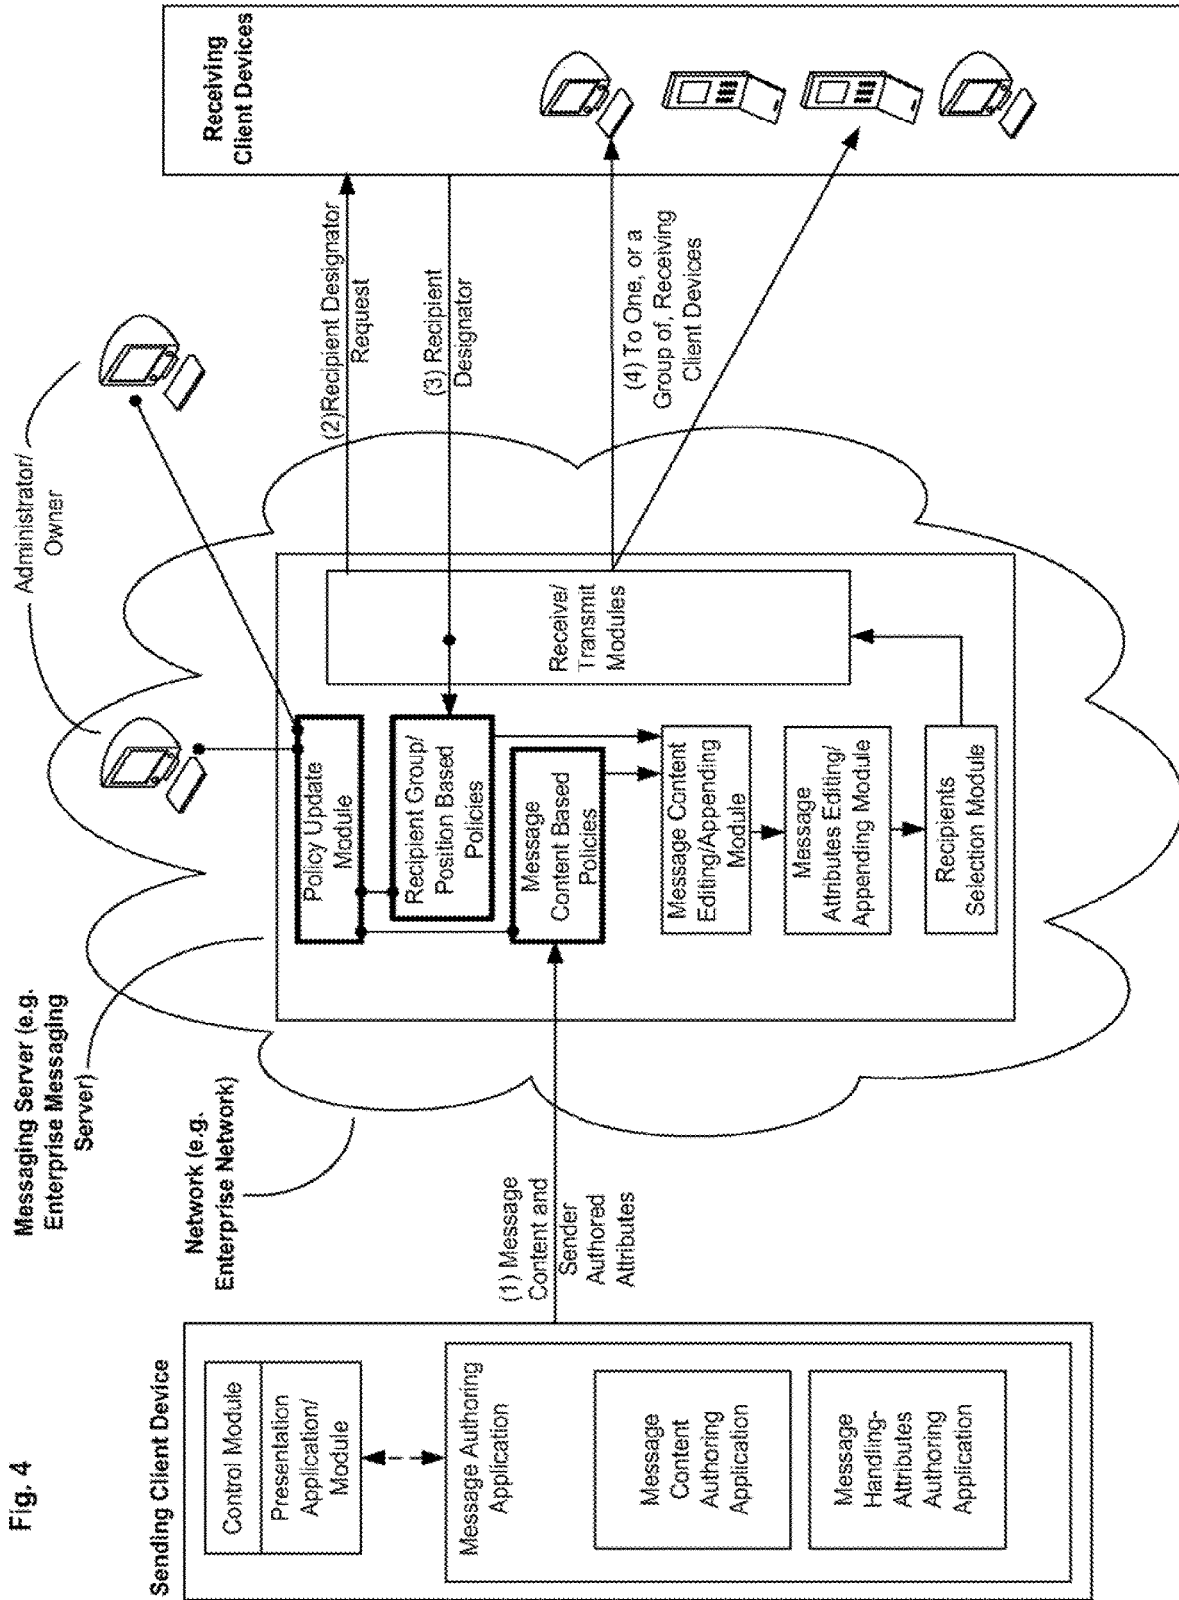 Fig. 4
Sending Client Device
Control Module
Presentation
Application/
Module
Message Authoring
Application
Message
Content
Authoring
Application
Message
Handling-
Attributes
Authoring
Application
Messaging Server (e.g.
Enterprise Messaging
Server)
Network (e.g.
Enterprise Network)
(1) Message
Content and
Sender
Authored
Attributes
Administrator/
Owner
Policy Update
Module
Recipient Group/
Position Based
Policies
Message
Content Based
Policies
Message Content
Editing/Appending
Module
Message
Attributes Editing/
Appending Module
Recipients
Selection Module
Receive/
Transmit
Modules
(2)Recipient Designator
Request
(3) Recipient
Designator
(4) To One, or a
Group of, Receiving
Client Devices
Receiving
Client Devices